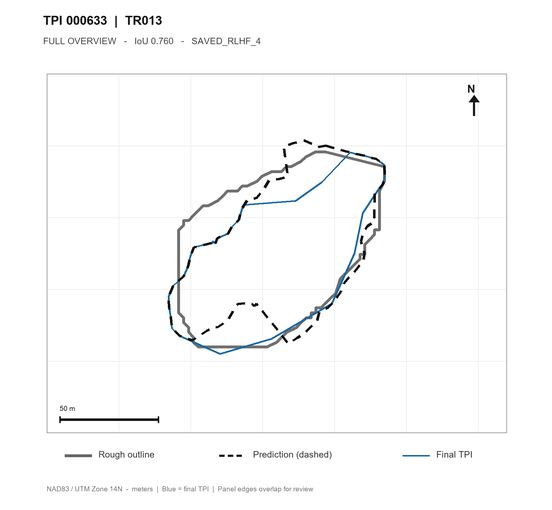 TPI 000633 | TR013
FULL OVERVIEW - IoU 0.760 - SAVED_RLHF_4
N
50 m
Rough outline
Prediction (dashed)
Final TPI
NAD83 / UTM Zone 14N - meters | Blue = final TPI | Panel edges overlap for review